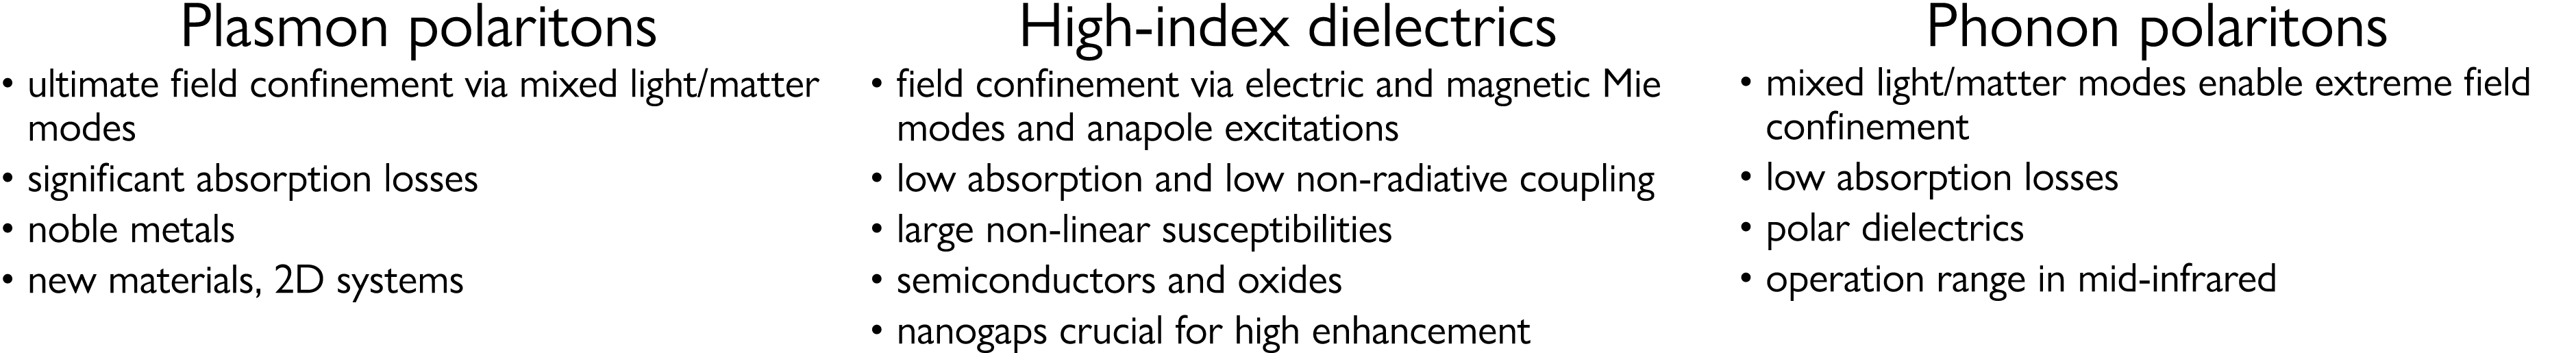 Plasmon polaritons
• ultimate field confinement via mixed light/matter
modes
• significant absorption losses
• noble metals
• new materials, 2D systems
High-index dielectrics
• field confinement via electric and magnetic Mie
modes and anapole excitations
• low absorption and low non-radiative coupling
• large non-linear susceptibilities
• semiconductors and oxides
• nanogaps crucial for high enhancement
Phonon polaritons
• mixed light/matter modes enable extreme field
confinement
• low absorption losses
• polar dielectrics
• operation range in mid-infrared